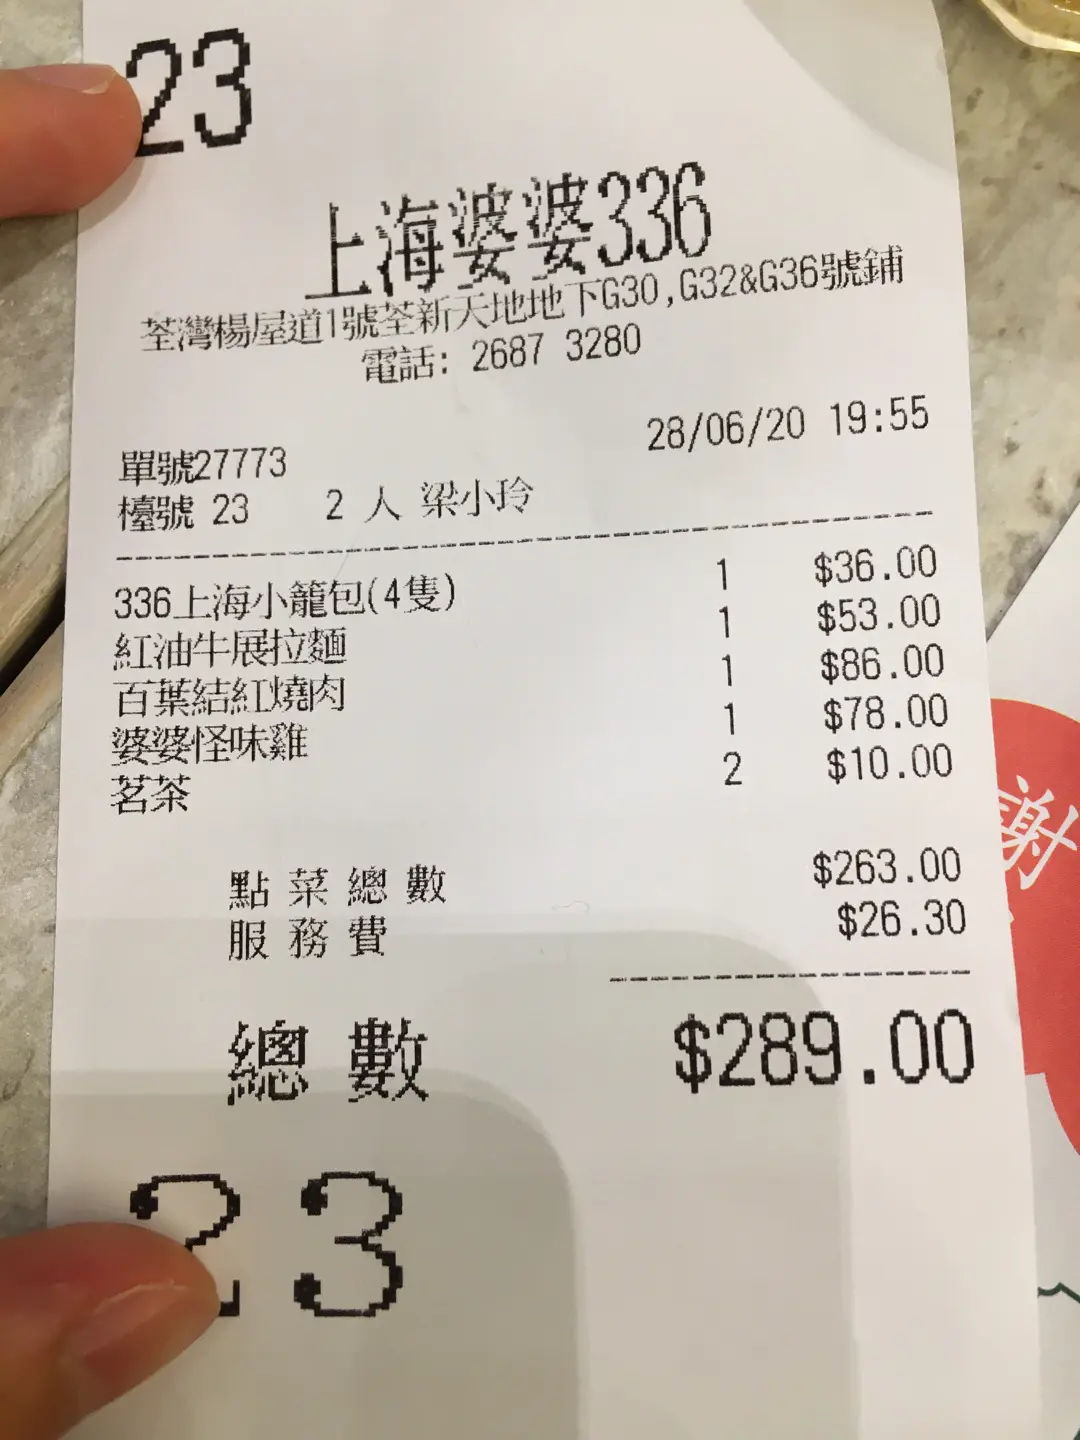 23
上海婆婆336
荃灣楊屋道1號荃新天地地下G30,G32&G36號鋪
電話: 2687 3280
28/06/20 19:55
單號27773
檯號 23 2 人 梁小玲
336上海小籠包(4隻) 1 $36.00
紅油牛展拉麵 1 $53.00
百葉結紅燒肉 1 $86.00
婆婆怪味雞 1 $78.00
茗茶 2 $10.00
點菜總數 $263.00
服務費 $26.30
總數 $289.00
23
謝